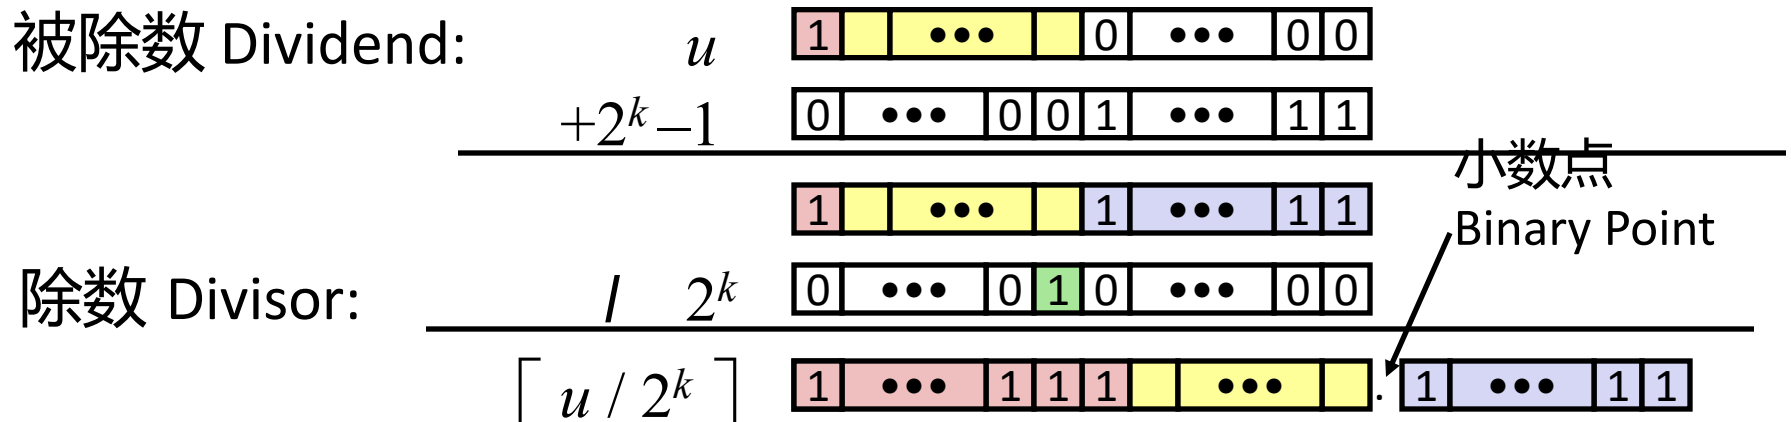 被除数 Dividend: u 1 ••• 0 ••• 0 0
+2^k –1 0 ••• 0 0 1 ••• 1 1
小数点
1 ••• 1 ••• 1 1
Binary Point
除数 Divisor: / 2^k 0 ••• 0 1 0 ••• 0 0
⌈ u / 2^k ⌉ 1 ••• 1 1 1 ••• . 1 ••• 1 1